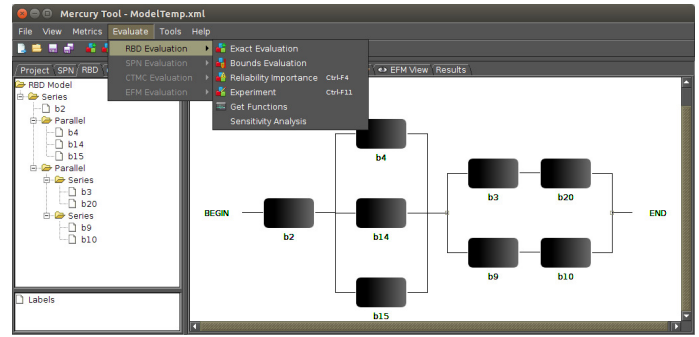 Mercury Tool - ModelTemp.xml
File View Metrics Evaluate Tools Help
RBD Evaluation
SPN Evaluation
CTMC Evaluation
EFM Evaluation
Exact Evaluation
Bounds Evaluation
Reliability Importance Ctrl-F4
Experiment Ctrl-F11
Get Functions
Sensitivity Analysis
Project SPN RBD
EFM View Results
RBD Model
Series
b2
Parallel
b4
b14
b15
Parallel
Series
b3
b20
Series
b9
b10
Labels
b4
b3 b20
BEGIN END
b2 b14
b9 b10
b15